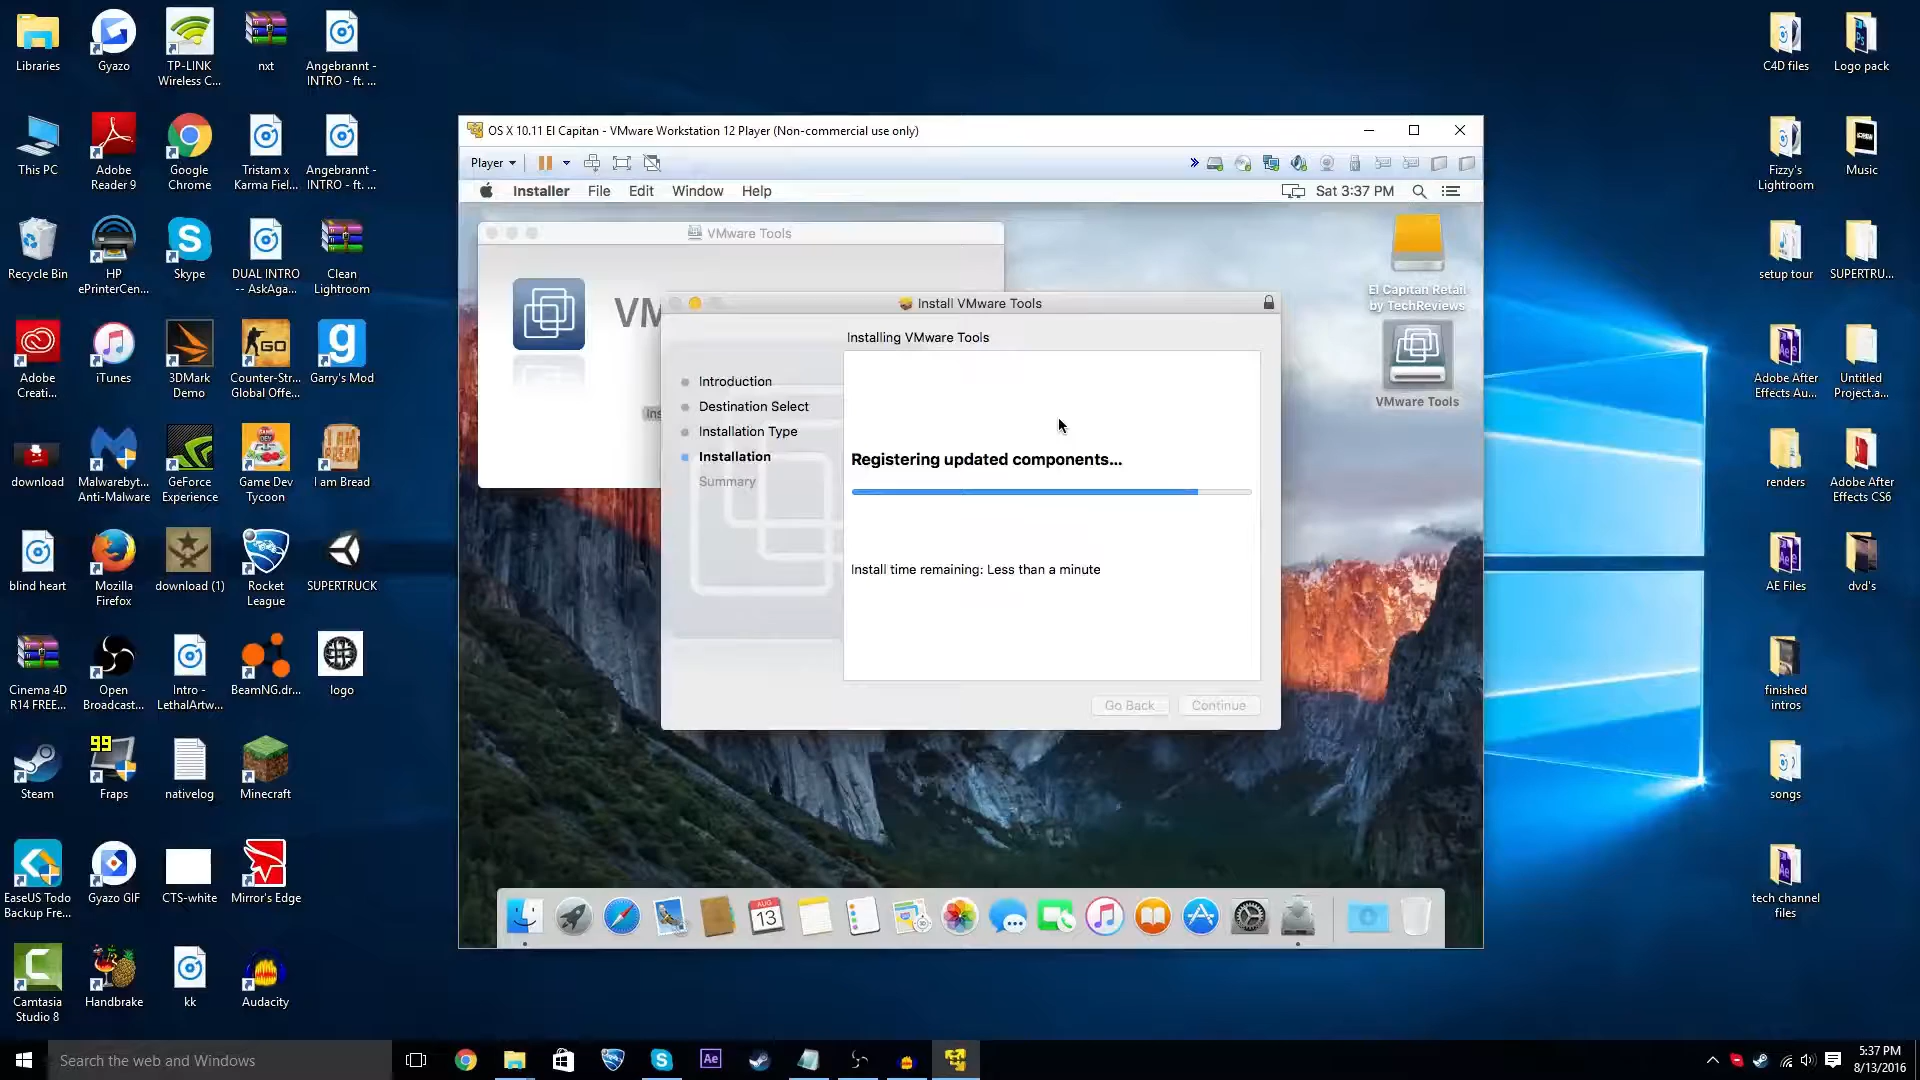 Libraries
Gyazo
TP-LINK
Wireless C...
nxt
Angebrannt -
INTRO - ft. ...
This PC
Adobe
Reader 9
Google
Chrome
Tristam x
Karma Fiel...
Angebrannt -
INTRO - ft. ...
Recycle Bin
HP
ePrinterCen...
Skype
DUAL INTRO
-- AskAga...
Clean
Lightroom
Adobe
Creati...
iTunes
3DMark
Demo
Counter-Str...
Global Offe...
Garry's Mod
download
Malwarebyt...
Anti-Malware
GeForce
Experience
Game Dev
Tycoon
I am Bread
blind heart
Mozilla
Firefox
download (1)
Rocket
League
SUPERTRUCK
Cinema 4D
R14 FREE...
Open
Broadcast...
Intro -
LethalArtw...
BeamNG.dr...
logo
Steam
99
Fraps
nativelog
Minecraft
EaseUS Todo
Backup Fre...
Gyazo GIF
CTS-white
Mirror's Edge
Camtasia
Studio 8
Handbrake
kk
Audacity
OS X 10.11 El Capitan - VMware Workstation 12 Player (Non-commercial use only)
Player
Installer File Edit Window Help
Sat 3:37 PM
VMware Tools
VM
Ins
El Capitan Retail
by TechReviews
VMware Tools
Install VMware Tools
Installing VMware Tools
Introduction
Destination Select
Installation Type
Installation
Summary
Registering updated components...
Install time remaining: Less than a minute
Go Back
Continue
AUG
13
C4D files
Logo pack
Fizzy's
Lightroom
Music
setup tour
SUPERTRU...
Adobe After
Effects Au...
Untitled
Project.a...
renders
Adobe After
Effects CS6
AE Files
dvd's
finished
intros
songs
tech channel
files
Search the web and Windows
Ae
5:37 PM
8/13/2016